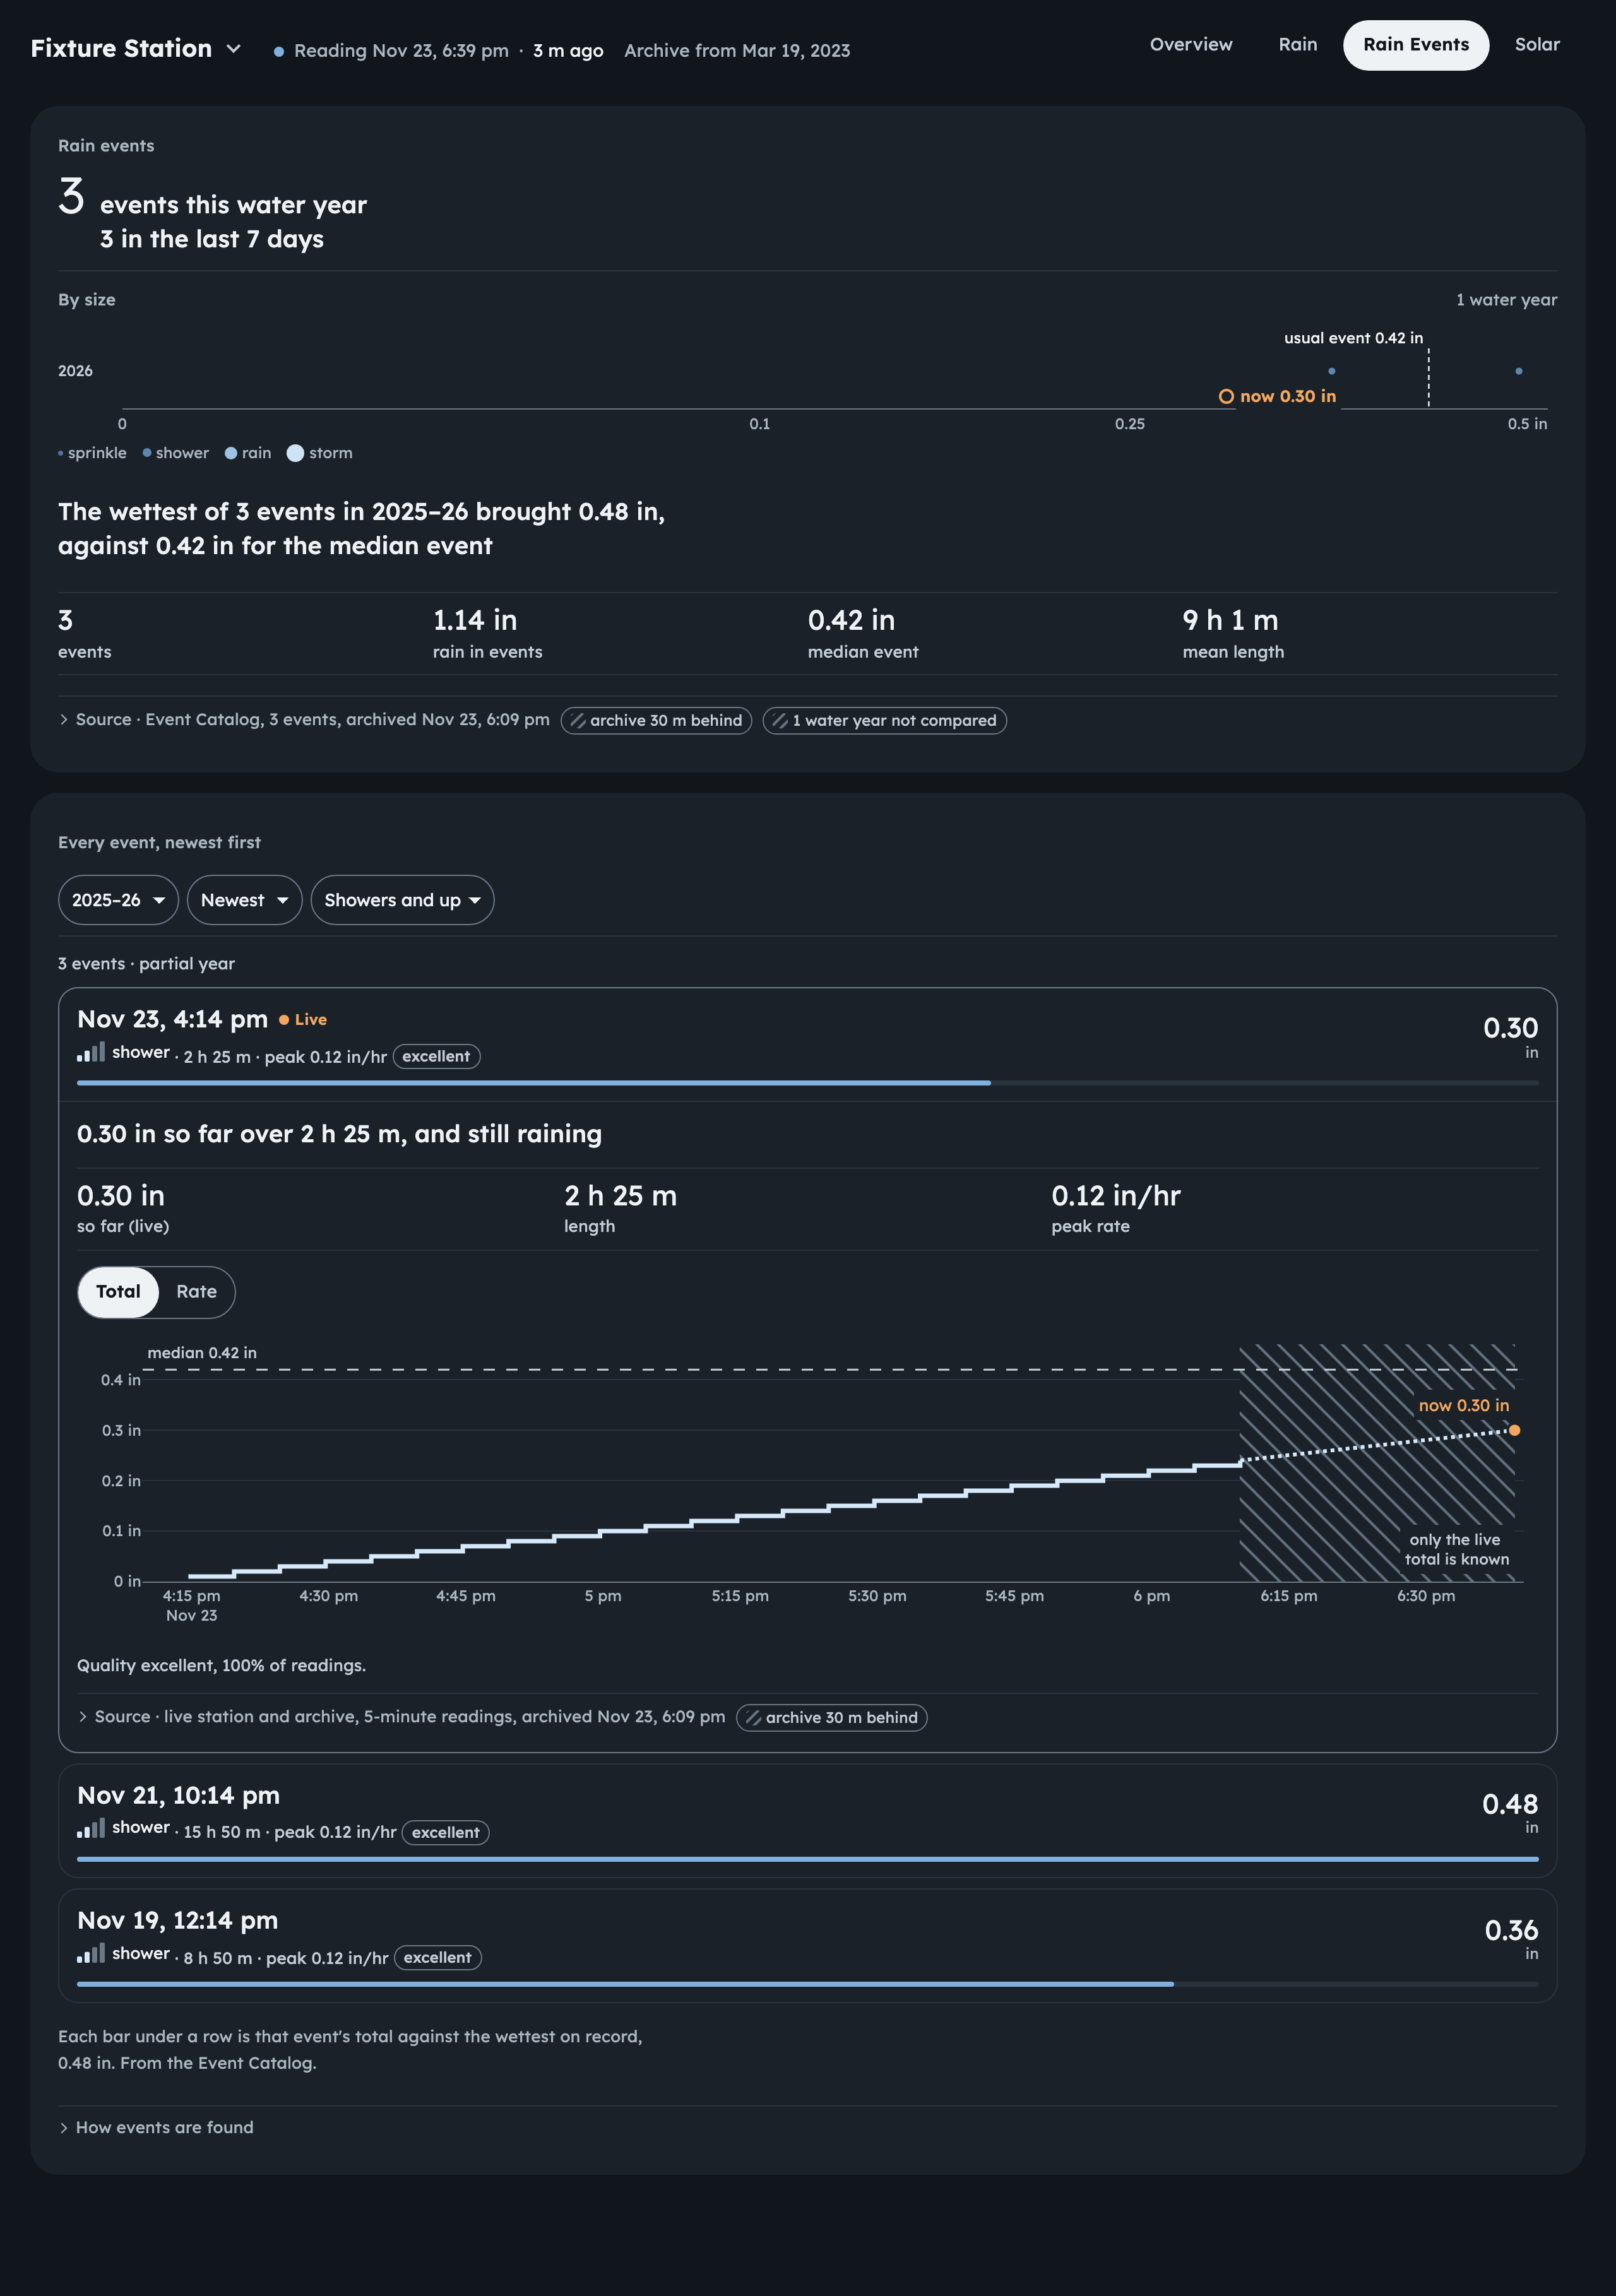 Fixture Station
Reading Nov 23, 6:39 pm · 3 m ago
Archive from Mar 19, 2023
Overview
Rain
Rain Events
Solar
Rain events
3 events this water year
3 in the last 7 days
By size
1 water year
usual event 0.42 in
2026
now 0.30 in
0
0.1
0.25
0.5 in
sprinkle
shower
rain
storm
The wettest of 3 events in 2025–26 brought 0.48 in,
against 0.42 in for the median event
3
events
1.14 in
rain in events
0.42 in
median event
9 h 1 m
mean length
Source · Event Catalog, 3 events, archived Nov 23, 6:09 pm
archive 30 m behind
1 water year not compared
Every event, newest first
2025–26
Newest
Showers and up
3 events · partial year
Nov 23, 4:14 pm
Live
0.30
in
shower · 2 h 25 m · peak 0.12 in/hr excellent
0.30 in so far over 2 h 25 m, and still raining
0.30 in
so far (live)
2 h 25 m
length
0.12 in/hr
peak rate
Total
Rate
median 0.42 in
0.4 in
now 0.30 in
0.3 in
0.2 in
0.1 in
only the live
total is known
0 in
4:15 pm
Nov 23
4:30 pm
4:45 pm
5 pm
5:15 pm
5:30 pm
5:45 pm
6 pm
6:15 pm
6:30 pm
Quality excellent, 100% of readings.
Source · live station and archive, 5-minute readings, archived Nov 23, 6:09 pm
archive 30 m behind
Nov 21, 10:14 pm
0.48
in
shower · 15 h 50 m · peak 0.12 in/hr excellent
Nov 19, 12:14 pm
0.36
in
shower · 8 h 50 m · peak 0.12 in/hr excellent
Each bar under a row is that event's total against the wettest on record,
0.48 in. From the Event Catalog.
How events are found